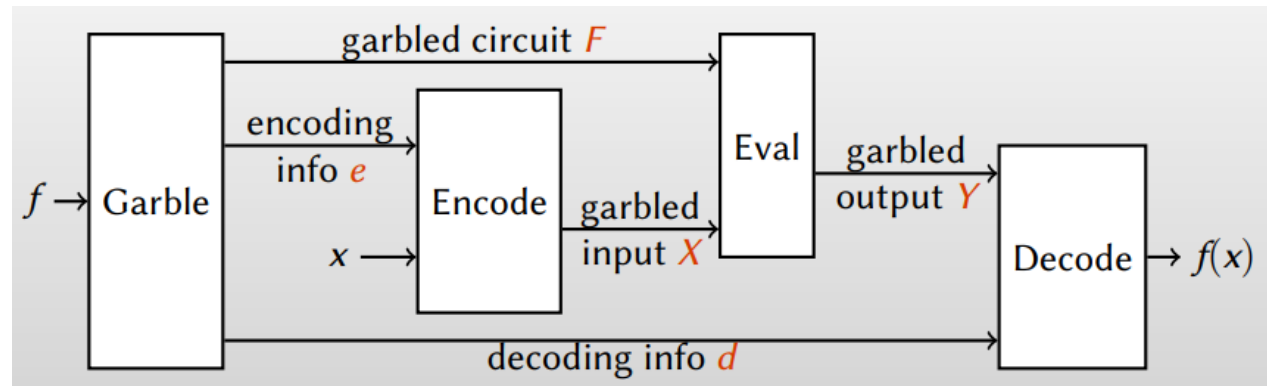 garbled circuit F
encoding
info e
f
Garble
x
Encode
garbled
input X
Eval
garbled
output Y
Decode
f(x)
decoding info d